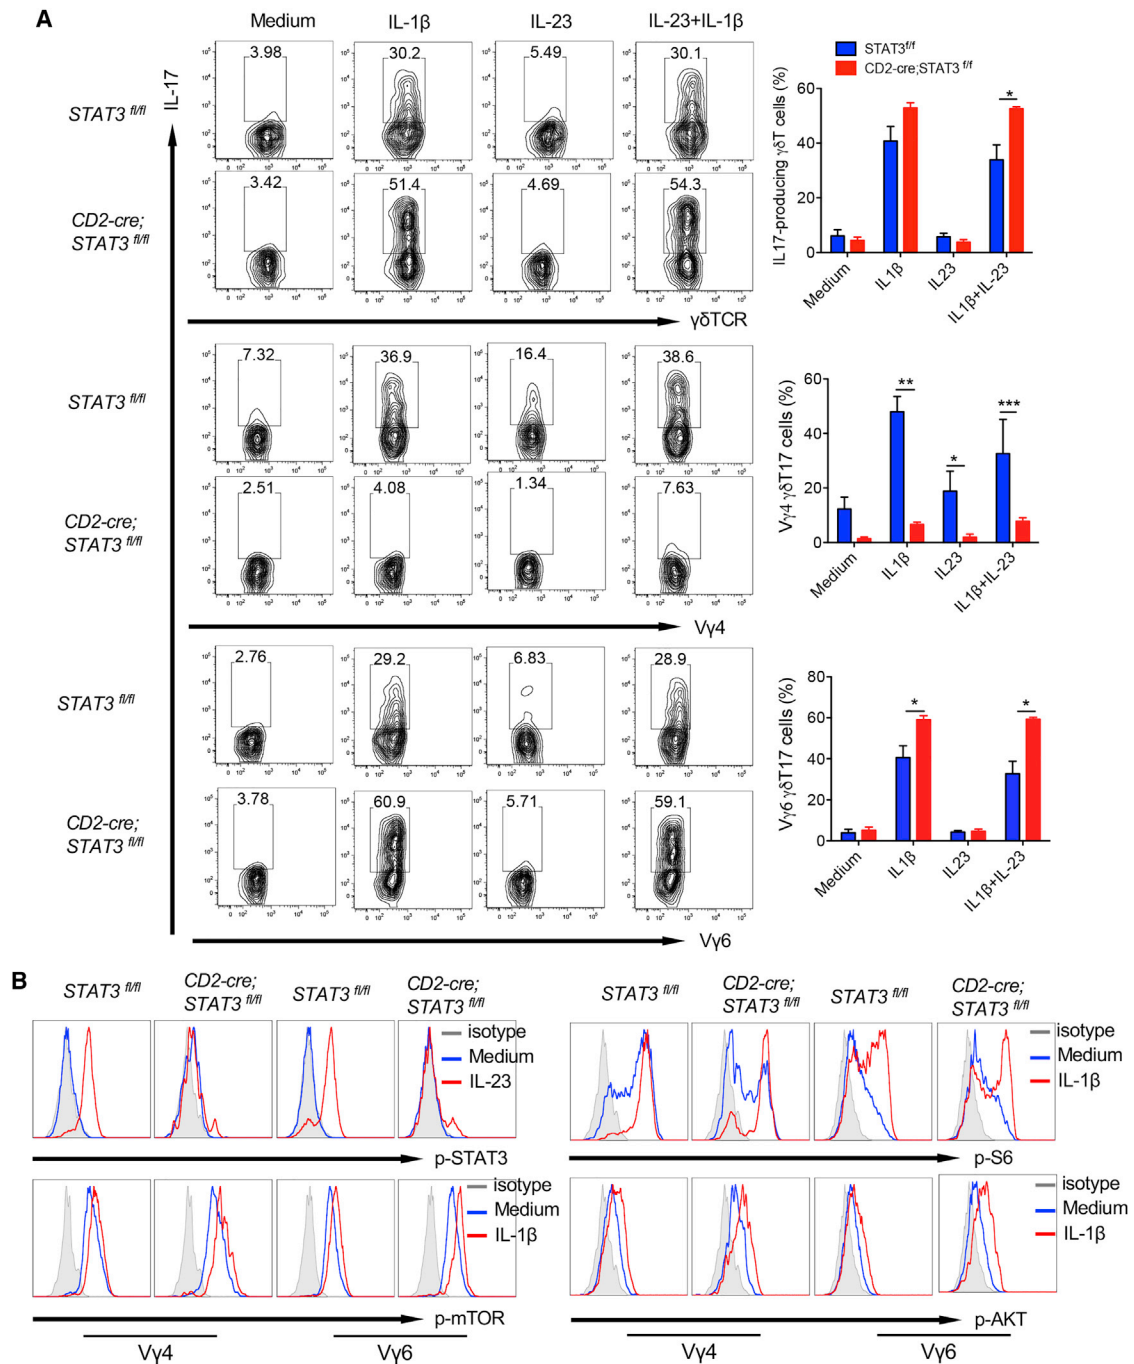 A
Medium IL-1β IL-23 IL-23+IL-1β
IL-17
STAT3 fl/fl
3.98 30.2 5.49 30.1
CD2-cre;
STAT3 fl/fl
3.42 51.4 4.69 54.3
γδTCR
STAT3f/f
CD2-cre;STAT3 f/f
IL17-producing γδT cells (%)
60
40
20
0
*
Medium IL1β IL23 IL1β+IL-23
STAT3 fl/fl
7.32 36.9 16.4 38.6
CD2-cre;
STAT3 fl/fl
2.51 4.08 1.34 7.63
Vγ4
Vγ4 γδT17 cells (%)
60
40
20
0
** * ***
Medium IL1β IL23 IL1β+IL-23
STAT3 fl/fl
2.76 29.2 6.83 28.9
CD2-cre;
STAT3 fl/fl
3.78 60.9 5.71 59.1
Vγ6
Vγ6 γδT17 cells (%)
80
60
40
20
0
* *
Medium IL1β IL23 IL1β+IL-23
B
STAT3 fl/fl CD2-cre; STAT3 fl/fl STAT3 fl/fl CD2-cre; STAT3 fl/fl
isotype
Medium
IL-23
p-STAT3
isotype
Medium
IL-1β
p-mTOR
Vγ4 Vγ6
STAT3 fl/fl CD2-cre; STAT3 fl/fl STAT3 fl/fl CD2-cre; STAT3 fl/fl
isotype
Medium
IL-1β
p-S6
isotype
Medium
IL-1β
p-AKT
Vγ4 Vγ6